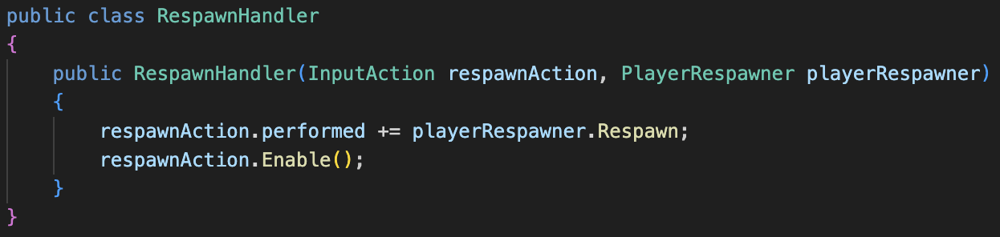 public class RespawnHandler
{
    public RespawnHandler(InputAction respawnAction, PlayerRespawner playerRespawner)
    {
        respawnAction.performed += playerRespawner.Respawn;
        respawnAction.Enable();
    }
}